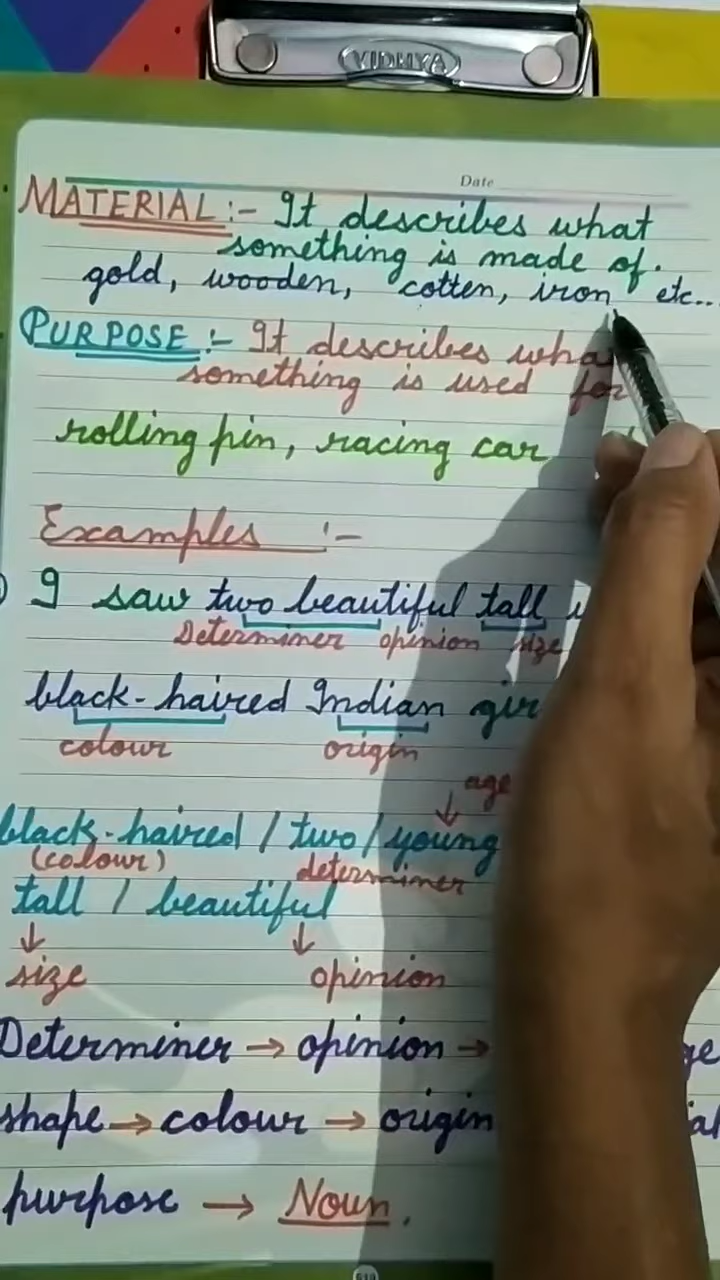 VIDHYA
Date
MATERIAL :- It describes what
something is made of.
gold, wooden, cotten, iron etc...
PURPOSE :- It describes wha
something is used for
rolling pin, racing car
Examples :-
I saw two beautiful tall
Determiner opinion size
black-haired Indian gir
colour origin
age
black-haired / two / young
(colour) determiner
tall / beautiful
size opinion
Determiner → opinion → ge
shape → colour → origin al
purpose → Noun.